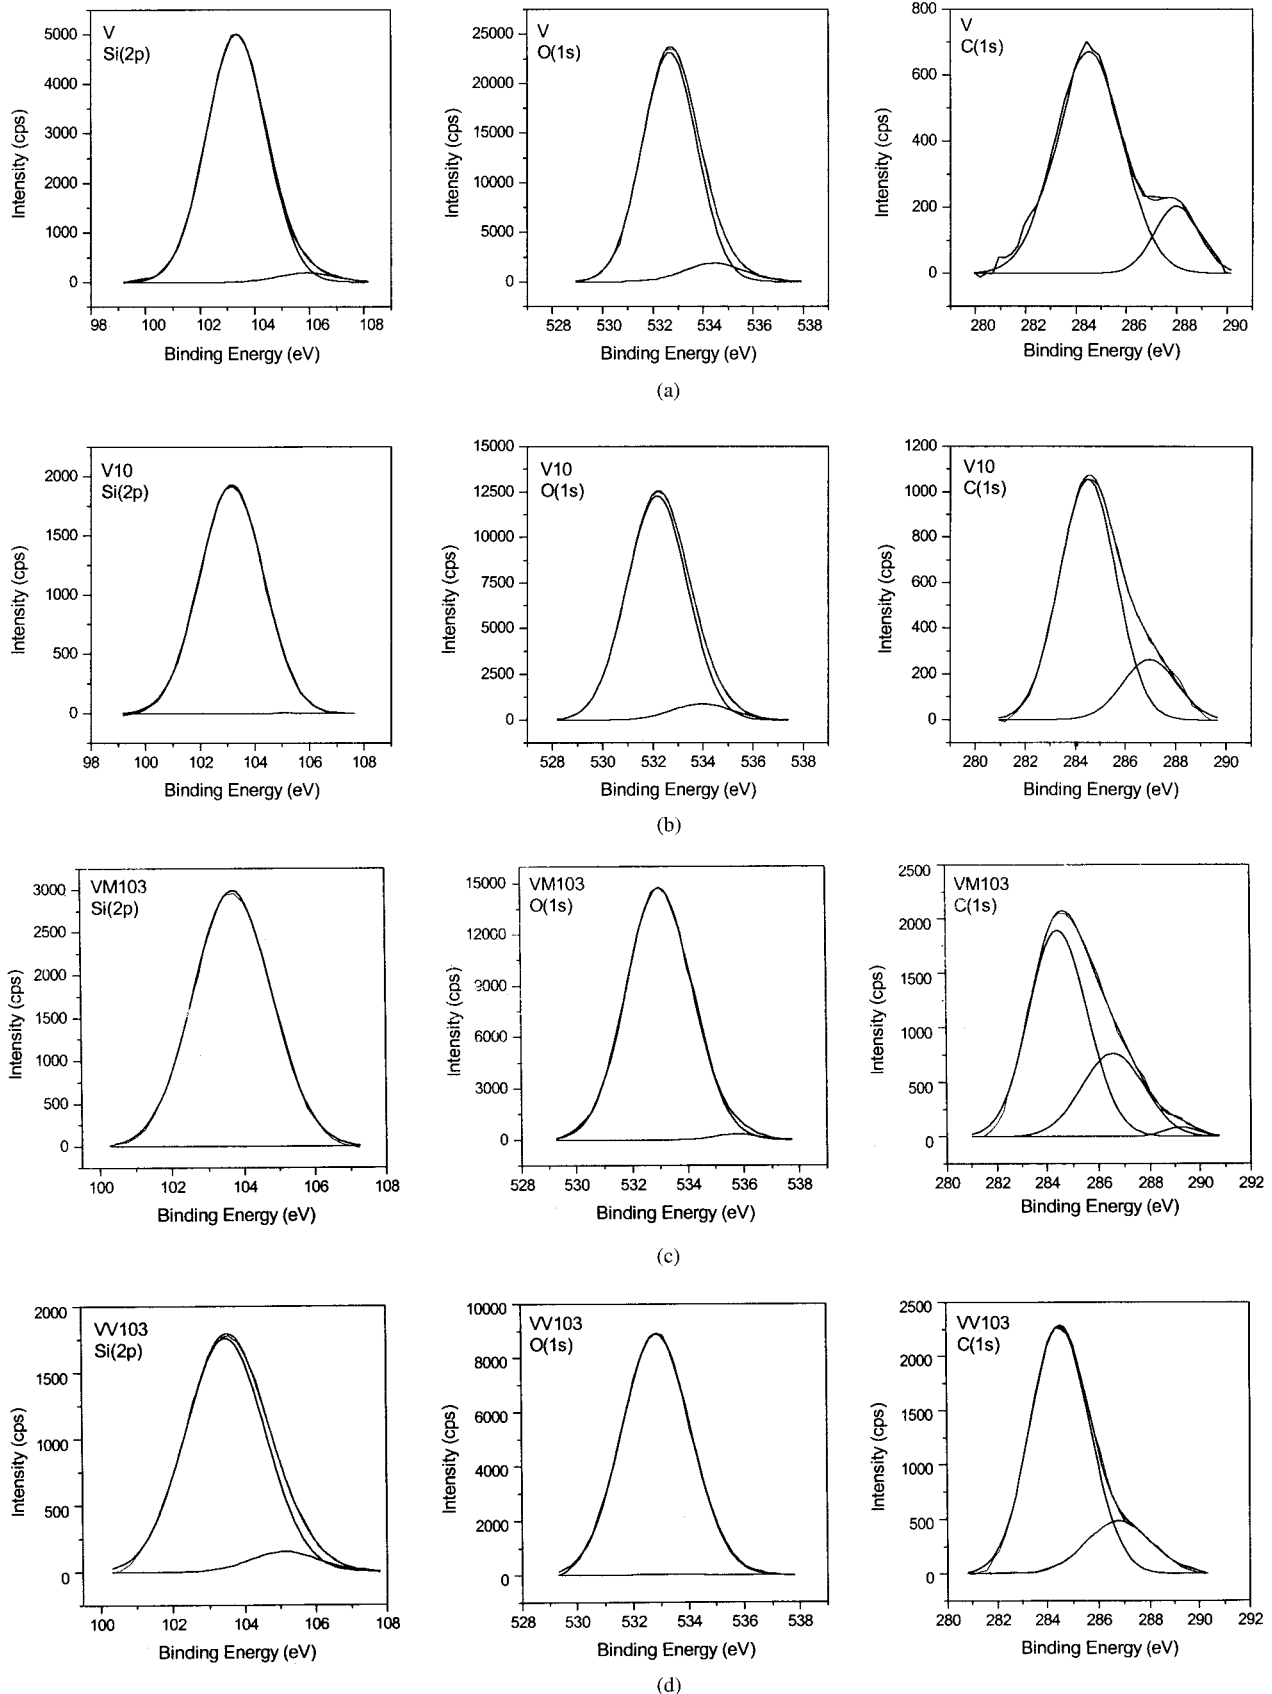 V
Si(2p)
5000
4000
3000
2000
1000
0
Intensity (cps)
98 100 102 104 106 108
Binding Energy (eV)
V
O(1s)
25000
20000
15000
10000
5000
0
Intensity (cps)
528 530 532 534 536 538
Binding Energy (eV)
V
C(1s)
800
600
400
200
0
Intensity (cps)
280 282 284 286 288 290
Binding Energy (eV)
(a)
V10
Si(2p)
2000
1500
1000
500
0
Intensity (cps)
98 100 102 104 106 108
Binding Energy (eV)
V10
O(1s)
15000
12500
10000
7500
5000
2500
0
Intensity (cps)
528 530 532 534 536 538
Binding Energy (eV)
V10
C(1s)
1200
1000
800
600
400
200
0
Intensity (cps)
280 282 284 286 288 290
Binding Energy (eV)
(b)
VM103
Si(2p)
3000
2500
2000
1500
1000
500
0
Intensity (cps)
100 102 104 106 108
Binding Energy (eV)
VM103
O(1s)
15000
12000
9000
6000
3000
0
Intensity (cps)
528 530 532 534 536 538
Binding Energy (eV)
VM103
C(1s)
2500
2000
1500
1000
500
0
Intensity (cps)
280 282 284 286 288 290 292
Binding Energy (eV)
(c)
VV103
Si(2p)
2000
1500
1000
500
0
Intensity (cps)
100 102 104 106 108
Binding Energy (eV)
VV103
O(1s)
10000
8000
6000
4000
2000
0
Intensity (cps)
528 530 532 534 536 538
Binding Energy (eV)
VV103
C(1s)
2500
2000
1500
1000
500
0
Intensity (cps)
280 282 284 286 288 290 292
Binding Energy (eV)
(d)